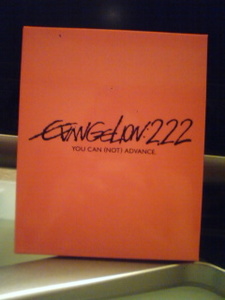 EVANGELION:2.22
YOU CAN (NOT) ADVANCE.